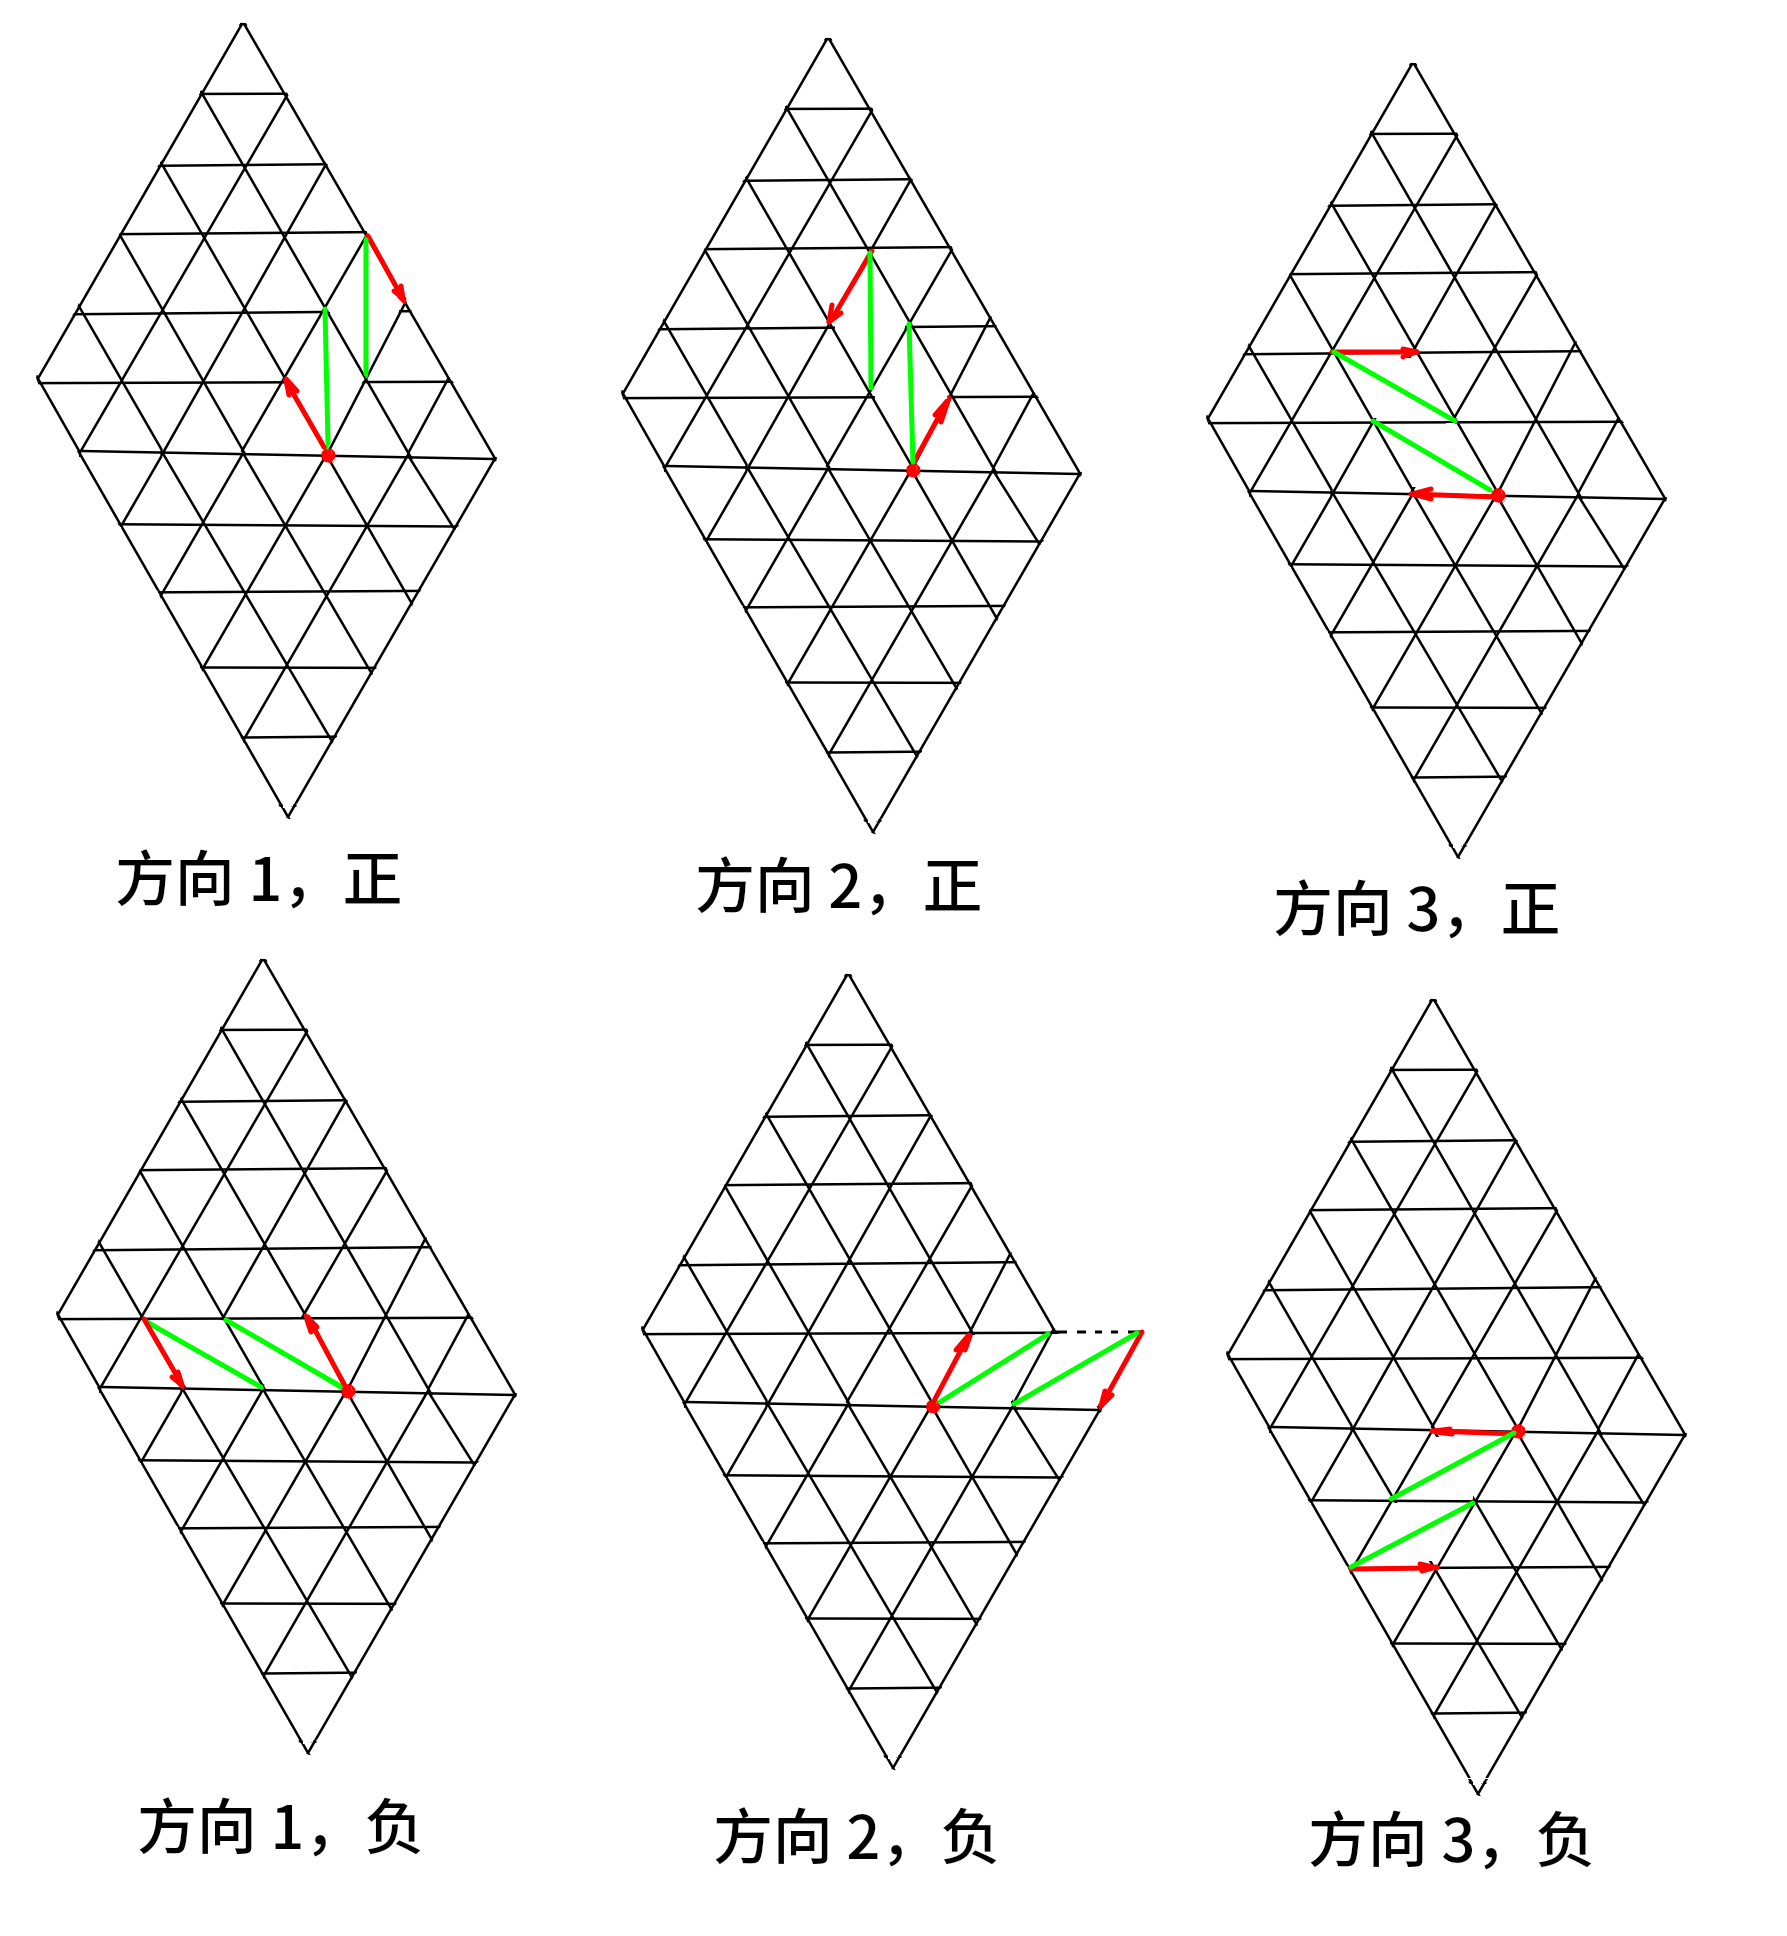 方向 1，正
方向 2，正
方向 3，正
方向 1，负
方向 2，负
方向 3，负